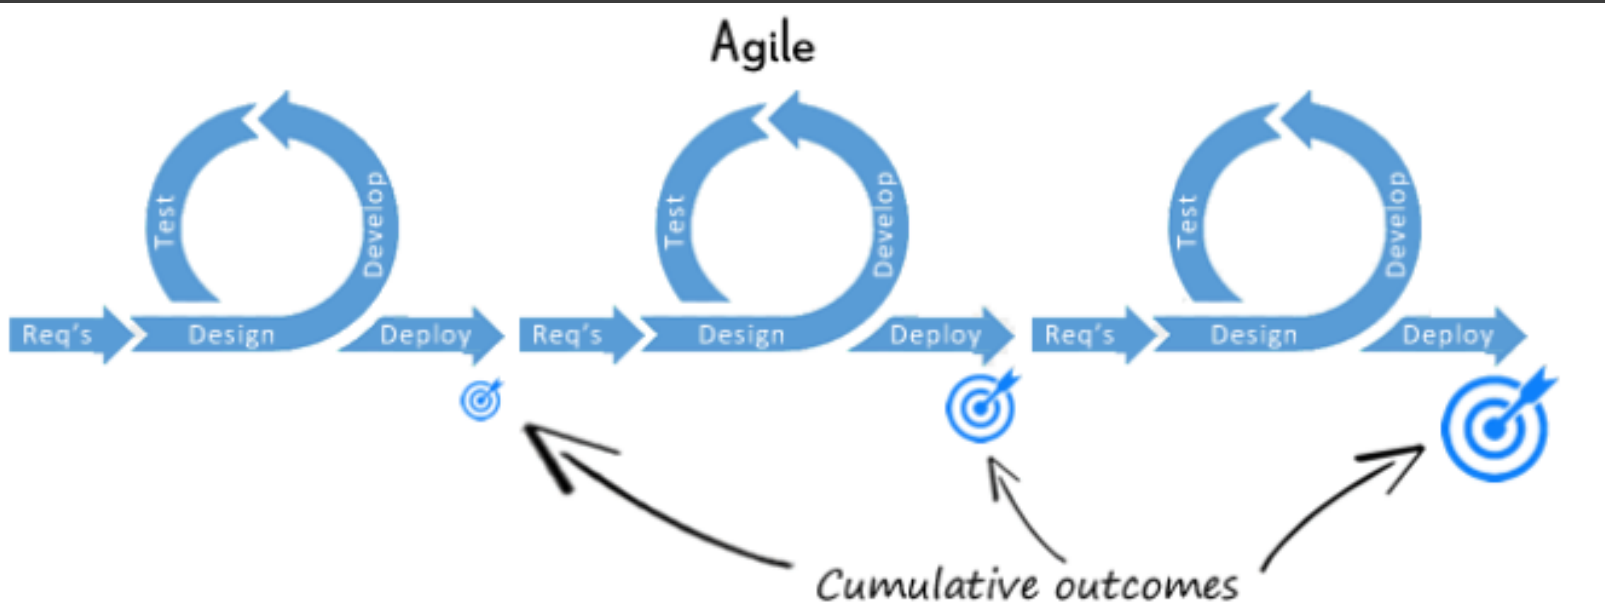 Agile
Test
Develop
Req's
Design
Deploy
Test
Develop
Req's
Design
Deploy
Test
Develop
Req's
Design
Deploy
Cumulative outcomes